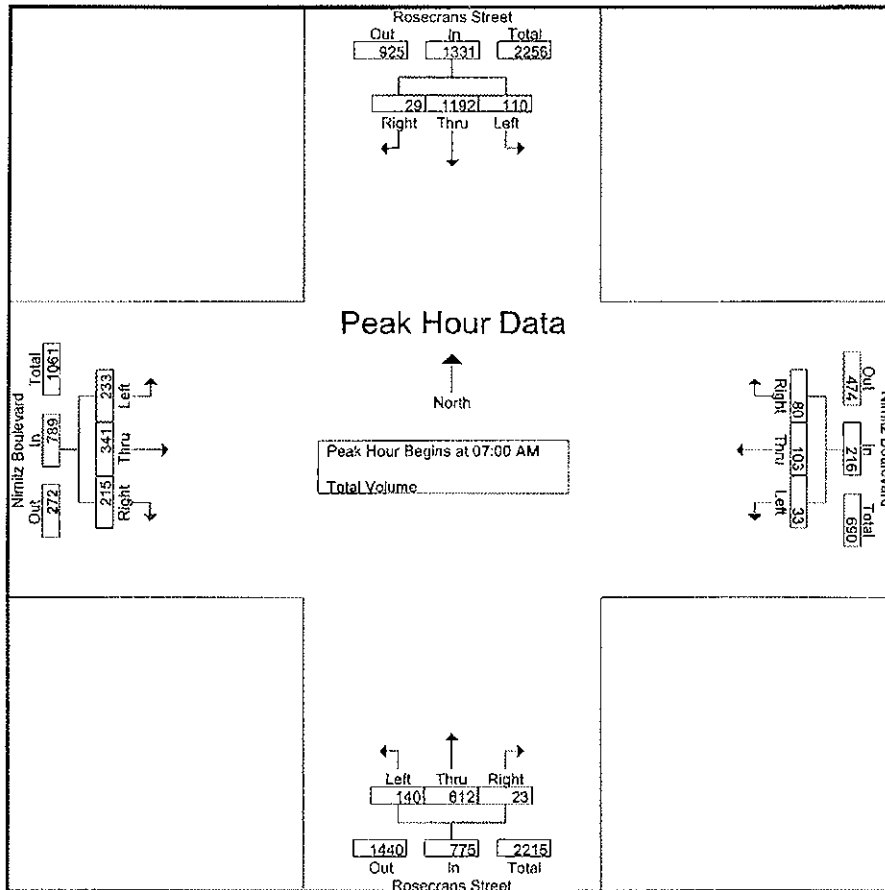 Rosecrans Street
Out In Total
925 1331 2256
29 1192 110
Right Thru Left
Peak Hour Data
North
Peak Hour Begins at 07:00 AM
Total Volume
Nimitz Boulevard
Total In Out
1061 789 272
233 341 215
Left Thru Right
Nimitz Boulevard
Out In Total
474 216 690
80 103 33
Right Thru Left
Left Thru Right
140 612 23
1440 775 2215
Out In Total
Rosecrans Street